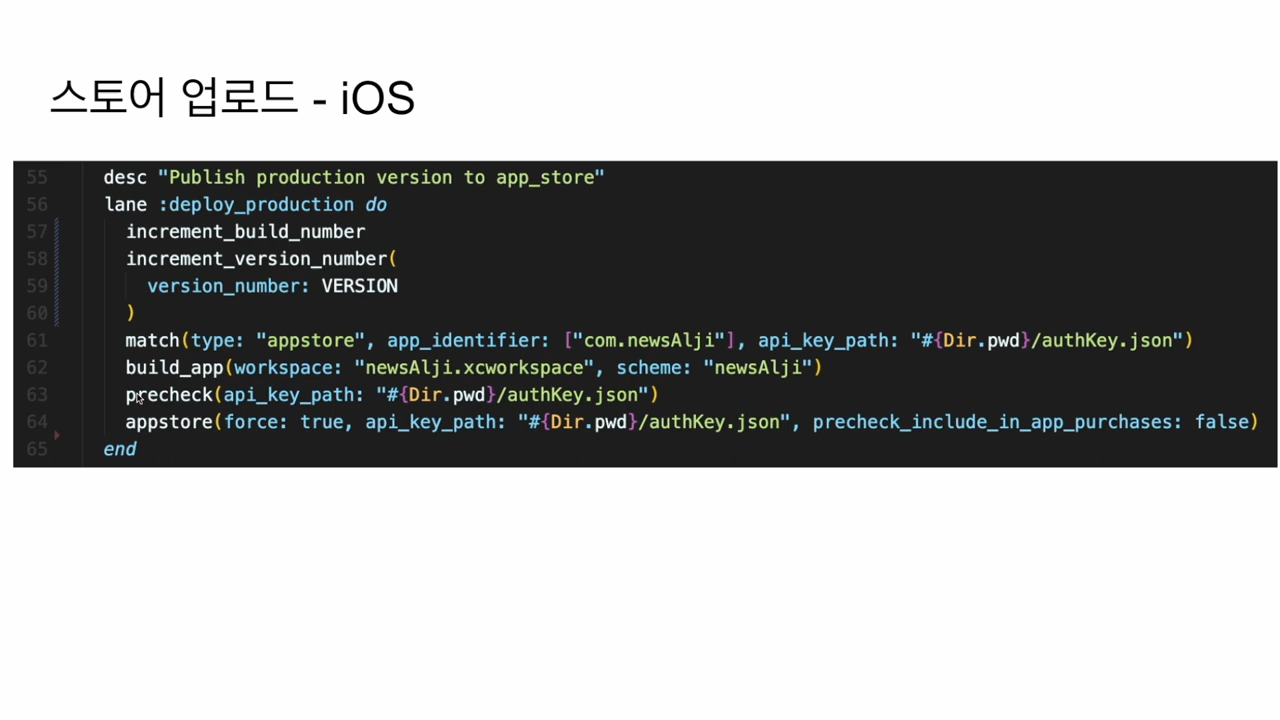 스토어 업로드 - iOS
55 desc "Publish production version to app_store"
56 lane :deploy_production do
57 increment_build_number
58 increment_version_number(
59 version_number: VERSION
60 )
61 match(type: "appstore", app_identifier: ["com.newsAlji"], api_key_path: "#{Dir.pwd}/authKey.json")
62 build_app(workspace: "newsAlji.xcworkspace", scheme: "newsAlji")
63 precheck(api_key_path: "#{Dir.pwd}/authKey.json")
64 appstore(force: true, api_key_path: "#{Dir.pwd}/authKey.json", precheck_include_in_app_purchases: false)
65 end